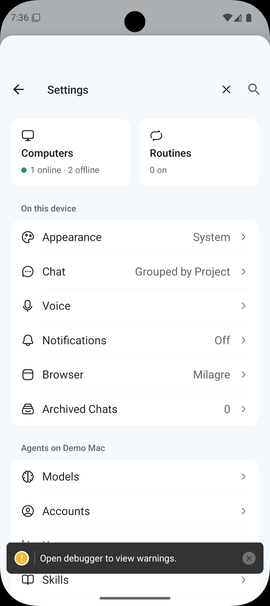 7:36
Settings
Computers
1 online · 2 offline
Routines
0 on
On this device
Appearance
System
Chat
Grouped by Project
Voice
Notifications
Off
Browser
Milagre
Archived Chats
0
Agents on Demo Mac
Models
Accounts
Open debugger to view warnings.
Skills